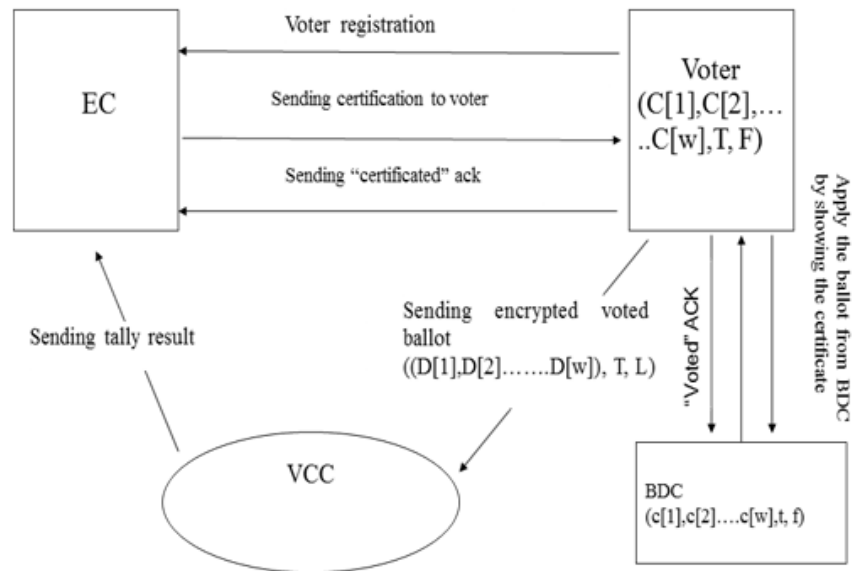 Voter registration
EC
Sending certification to voter
Sending “certificated” ack
Voter
(C[1],C[2],…
..C[w],T, F)
Apply the ballot from BDC
by showing the certificate
Sending encrypted voted
ballot
((D[1],D[2]…….D[w]), T, L)
"Voted" ACK
Sending tally result
VCC
BDC
(c[1],c[2]….c[w],t, f)